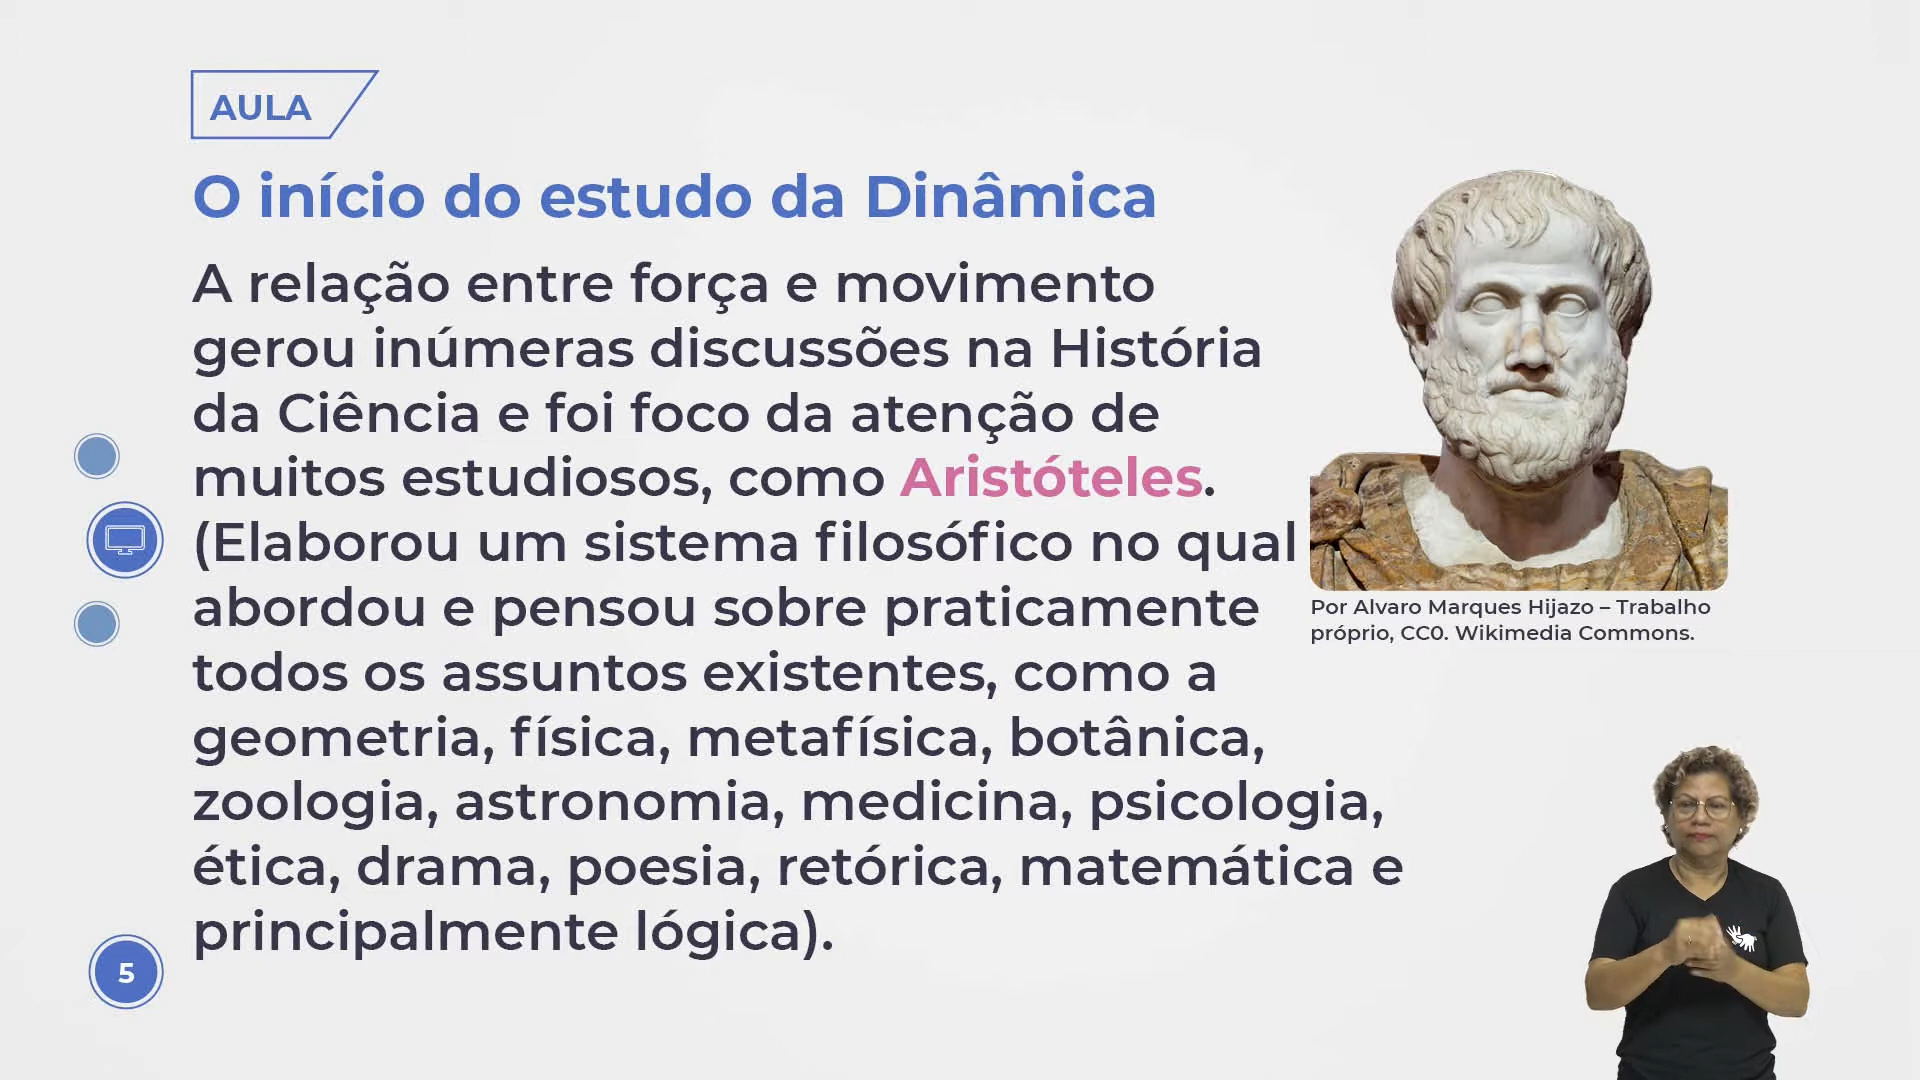 AULA
O início do estudo da Dinâmica
A relação entre força e movimento
gerou inúmeras discussões na História
da Ciência e foi foco da atenção de
muitos estudiosos, como Aristóteles.
(Elaborou um sistema filosófico no qual
abordou e pensou sobre praticamente
todos os assuntos existentes, como a
geometria, física, metafísica, botânica,
zoologia, astronomia, medicina, psicologia,
ética, drama, poesia, retórica, matemática e
principalmente lógica).
Por Alvaro Marques Hijazo – Trabalho
próprio, CC0. Wikimedia Commons.
5